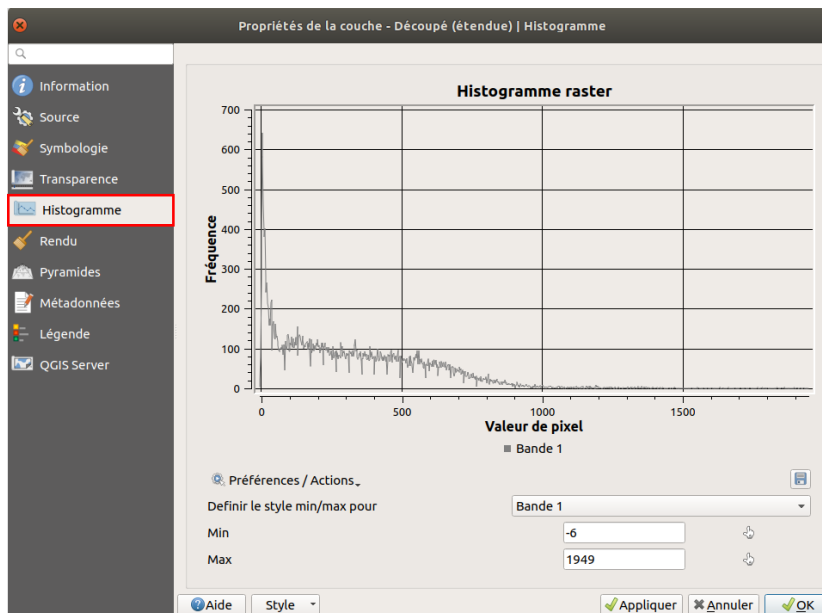 Propriétés de la couche - Découpé (étendue) | Histogramme
Information
Source
Symbologie
Transparence
Histogramme
Rendu
Pyramides
Métadonnées
Légende
QGIS Server
Histogramme raster
700
600
500
400
300
200
100
0
Fréquence
0 500 1000 1500
Valeur de pixel
Bande 1
Préférences / Actions
Definir le style min/max pour Bande 1
Min -6
Max 1949
Aide Style Appliquer Annuler OK